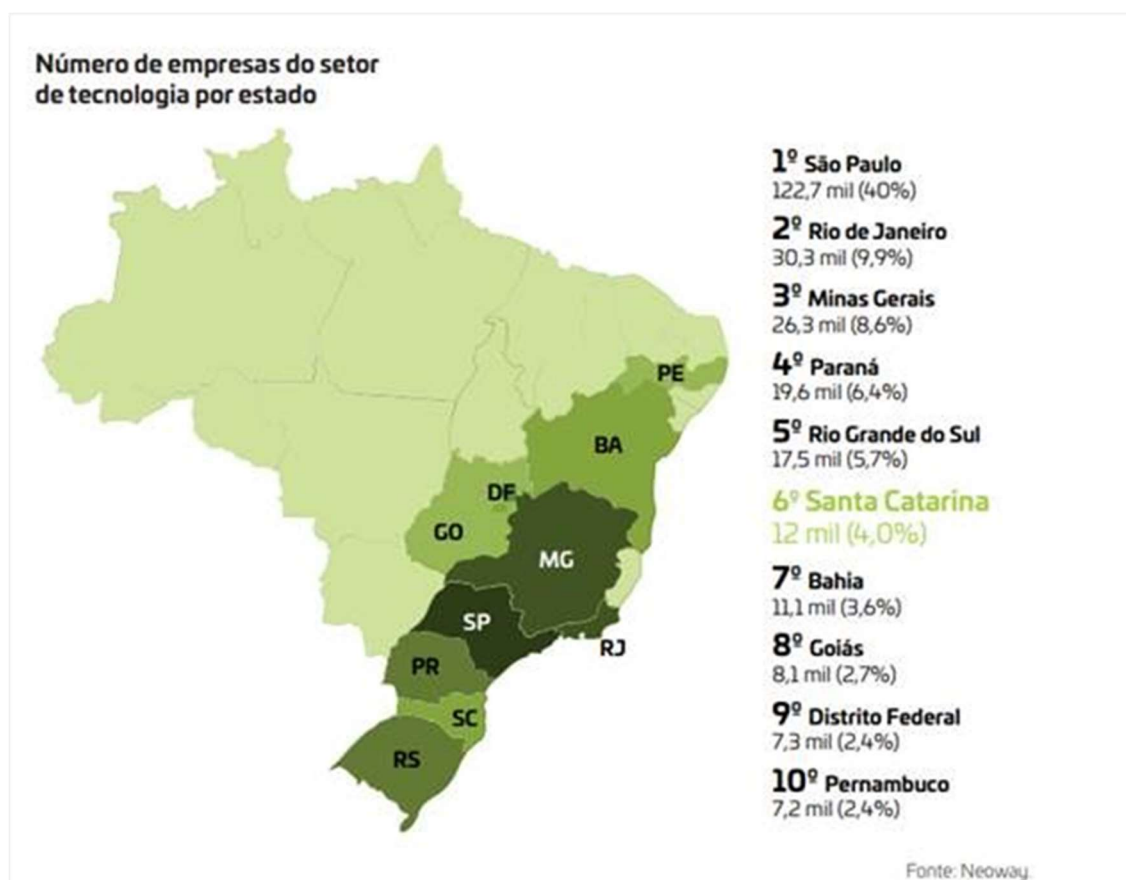 Número de empresas do setor
de tecnologia por estado
1º São Paulo
122,7 mil (40%)
2º Rio de Janeiro
30,3 mil (9,9%)
3º Minas Gerais
26,3 mil (8,6%)
4º Paraná
19,6 mil (6,4%)
5º Rio Grande do Sul
17,5 mil (5,7%)
6º Santa Catarina
12 mil (4,0%)
7º Bahia
11,1 mil (3,6%)
8º Goiás
8,1 mil (2,7%)
9º Distrito Federal
7,3 mil (2,4%)
10º Pernambuco
7,2 mil (2,4%)
PE
BA
DF
GO
MG
SP
RJ
PR
SC
RS
Fonte: Neoway.